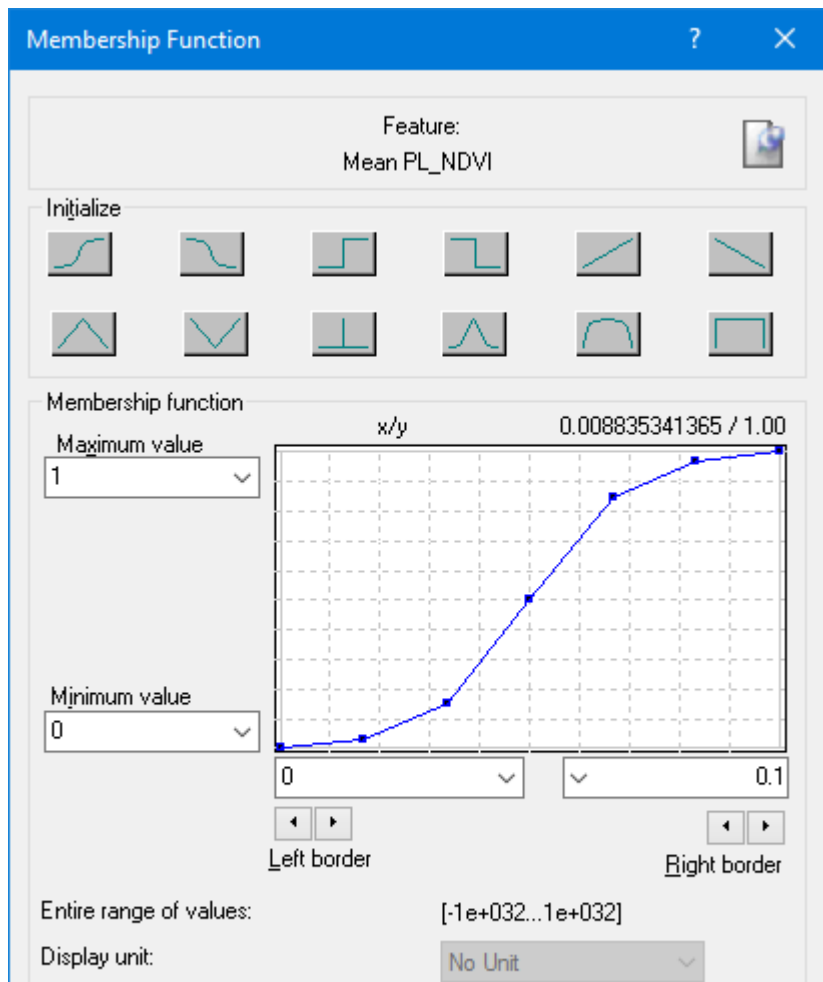 Membership Function ? ×
Feature:
Mean PL_NDVI
Initialize
Membership function
x/y 0.008835341365 / 1.00
Maximum value
1
Minimum value
0
0 0.1
Left border Right border
Entire range of values: [-1e+032...1e+032]
Display unit: No Unit